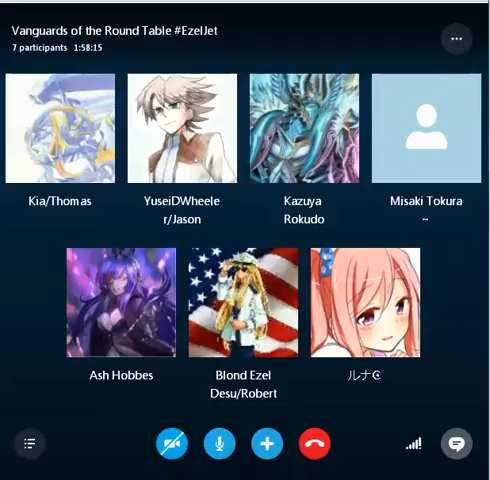 Vanguards of the Round Table #EzelJet
7 participants 1:58:15
Kia/Thomas
YuseiDWheele
r/Jason
Kazuya
Rokudo
Misaki Tokura
~
Ash Hobbes
Blond Ezel
Desu/Robert
ルナ☪